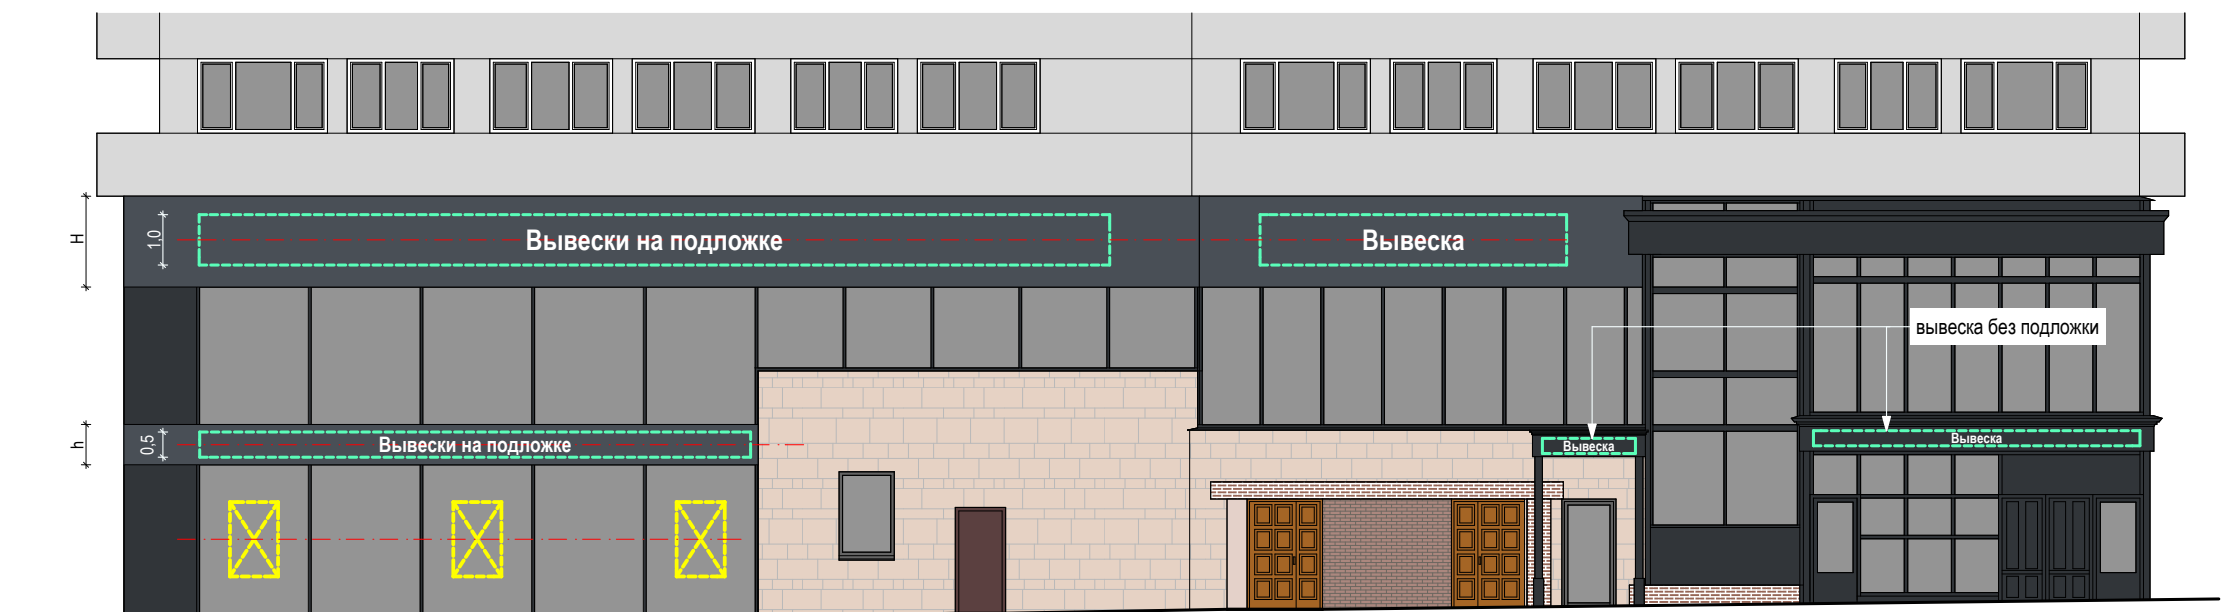 H
1,0
Вывески на подложке
Вывеска
вывеска без подложки
h
0,5
Вывески на подложке
Вывеска
Вывеска